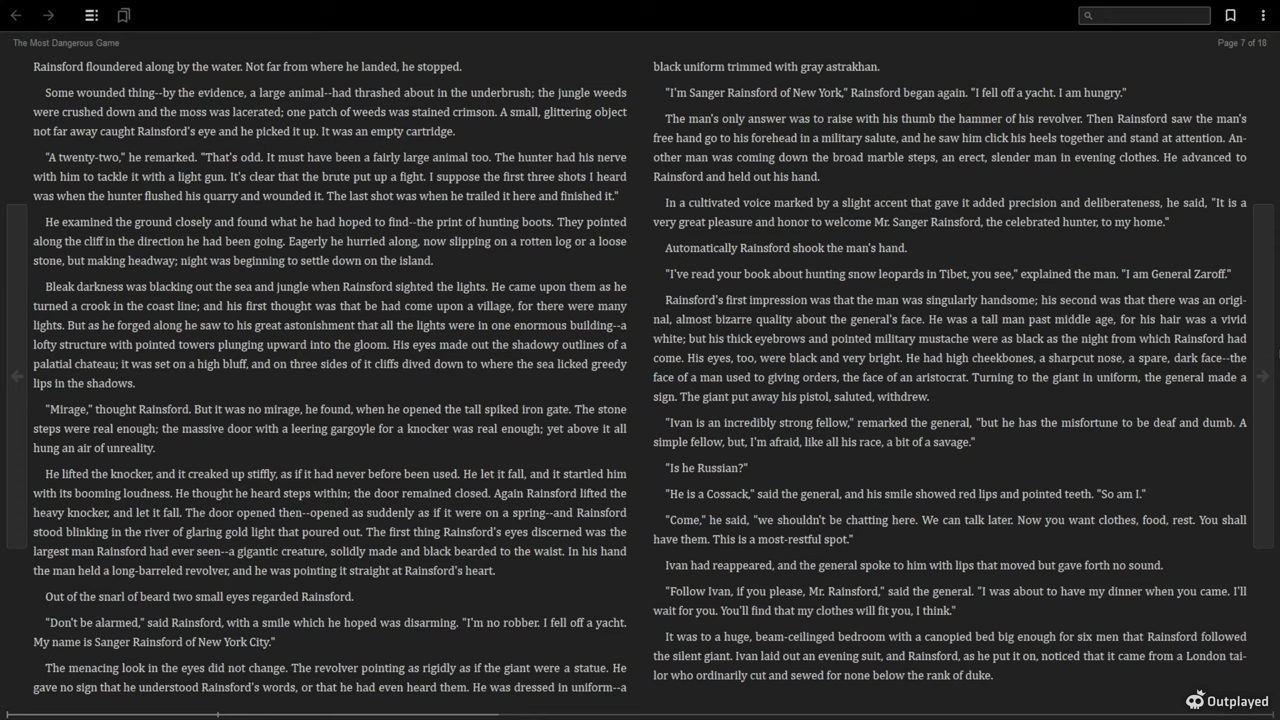 The Most Dangerous Game
Page 7 of 18
Rainsford floundered along by the water. Not far from where he landed, he stopped.
Some wounded thing--by the evidence, a large animal--had thrashed about in the underbrush; the jungle weeds
were crushed down and the moss was lacerated; one patch of weeds was stained crimson. A small, glittering object
not far away caught Rainsford's eye and he picked it up. It was an empty cartridge.
"A twenty-two," he remarked. "That's odd. It must have been a fairly large animal too. The hunter had his nerve
with him to tackle it with a light gun. It's clear that the brute put up a fight. I suppose the first three shots I heard
was when the hunter flushed his quarry and wounded it. The last shot was when he trailed it here and finished it."
He examined the ground closely and found what he had hoped to find--the print of hunting boots. They pointed
along the cliff in the direction he had been going. Eagerly he hurried along, now slipping on a rotten log or a loose
stone, but making headway; night was beginning to settle down on the island.
Bleak darkness was blacking out the sea and jungle when Rainsford sighted the lights. He came upon them as he
turned a crook in the coast line; and his first thought was that be had come upon a village, for there were many
lights. But as he forged along he saw to his great astonishment that all the lights were in one enormous building--a
lofty structure with pointed towers plunging upward into the gloom. His eyes made out the shadowy outlines of a
palatial chateau; it was set on a high bluff, and on three sides of it cliffs dived down to where the sea licked greedy
lips in the shadows.
"Mirage," thought Rainsford. But it was no mirage, he found, when he opened the tall spiked iron gate. The stone
steps were real enough; the massive door with a leering gargoyle for a knocker was real enough; yet above it all
hung an air of unreality.
He lifted the knocker, and it creaked up stiffly, as if it had never before been used. He let it fall, and it startled him
with its booming loudness. He thought he heard steps within; the door remained closed. Again Rainsford lifted the
heavy knocker, and let it fall. The door opened then--opened as suddenly as if it were on a spring--and Rainsford
stood blinking in the river of glaring gold light that poured out. The first thing Rainsford's eyes discerned was the
largest man Rainsford had ever seen--a gigantic creature, solidly made and black bearded to the waist. In his hand
the man held a long-barreled revolver, and he was pointing it straight at Rainsford's heart.
Out of the snarl of beard two small eyes regarded Rainsford.
"Don't be alarmed," said Rainsford, with a smile which he hoped was disarming. "I'm no robber. I fell off a yacht.
My name is Sanger Rainsford of New York City."
The menacing look in the eyes did not change. The revolver pointing as rigidly as if the giant were a statue. He
gave no sign that he understood Rainsford's words, or that he had even heard them. He was dressed in uniform--a
black uniform trimmed with gray astrakhan.
"I'm Sanger Rainsford of New York," Rainsford began again. "I fell off a yacht. I am hungry."
The man's only answer was to raise with his thumb the hammer of his revolver. Then Rainsford saw the man's
free hand go to his forehead in a military salute, and he saw him click his heels together and stand at attention. An-
other man was coming down the broad marble steps, an erect, slender man in evening clothes. He advanced to
Rainsford and held out his hand.
In a cultivated voice marked by a slight accent that gave it added precision and deliberateness, he said, "It is a
very great pleasure and honor to welcome Mr. Sanger Rainsford, the celebrated hunter, to my home."
Automatically Rainsford shook the man's hand.
"I've read your book about hunting snow leopards in Tibet, you see," explained the man. "I am General Zaroff."
Rainsford's first impression was that the man was singularly handsome; his second was that there was an origi-
nal, almost bizarre quality about the general's face. He was a tall man past middle age, for his hair was a vivid
white; but his thick eyebrows and pointed military mustache were as black as the night from which Rainsford had
come. His eyes, too, were black and very bright. He had high cheekbones, a sharpcut nose, a spare, dark face--the
face of a man used to giving orders, the face of an aristocrat. Turning to the giant in uniform, the general made a
sign. The giant put away his pistol, saluted, withdrew.
"Ivan is an incredibly strong fellow," remarked the general, "but he has the misfortune to be deaf and dumb. A
simple fellow, but, I'm afraid, like all his race, a bit of a savage."
"Is he Russian?"
"He is a Cossack," said the general, and his smile showed red lips and pointed teeth. "So am I."
"Come," he said, "we shouldn't be chatting here. We can talk later. Now you want clothes, food, rest. You shall
have them. This is a most-restful spot."
Ivan had reappeared, and the general spoke to him with lips that moved but gave forth no sound.
"Follow Ivan, if you please, Mr. Rainsford," said the general. "I was about to have my dinner when you came. I'll
wait for you. You'll find that my clothes will fit you, I think."
It was to a huge, beam-ceilinged bedroom with a canopied bed big enough for six men that Rainsford followed
the silent giant. Ivan laid out an evening suit, and Rainsford, as he put it on, noticed that it came from a London tai-
lor who ordinarily cut and sewed for none below the rank of duke.
Outplayed